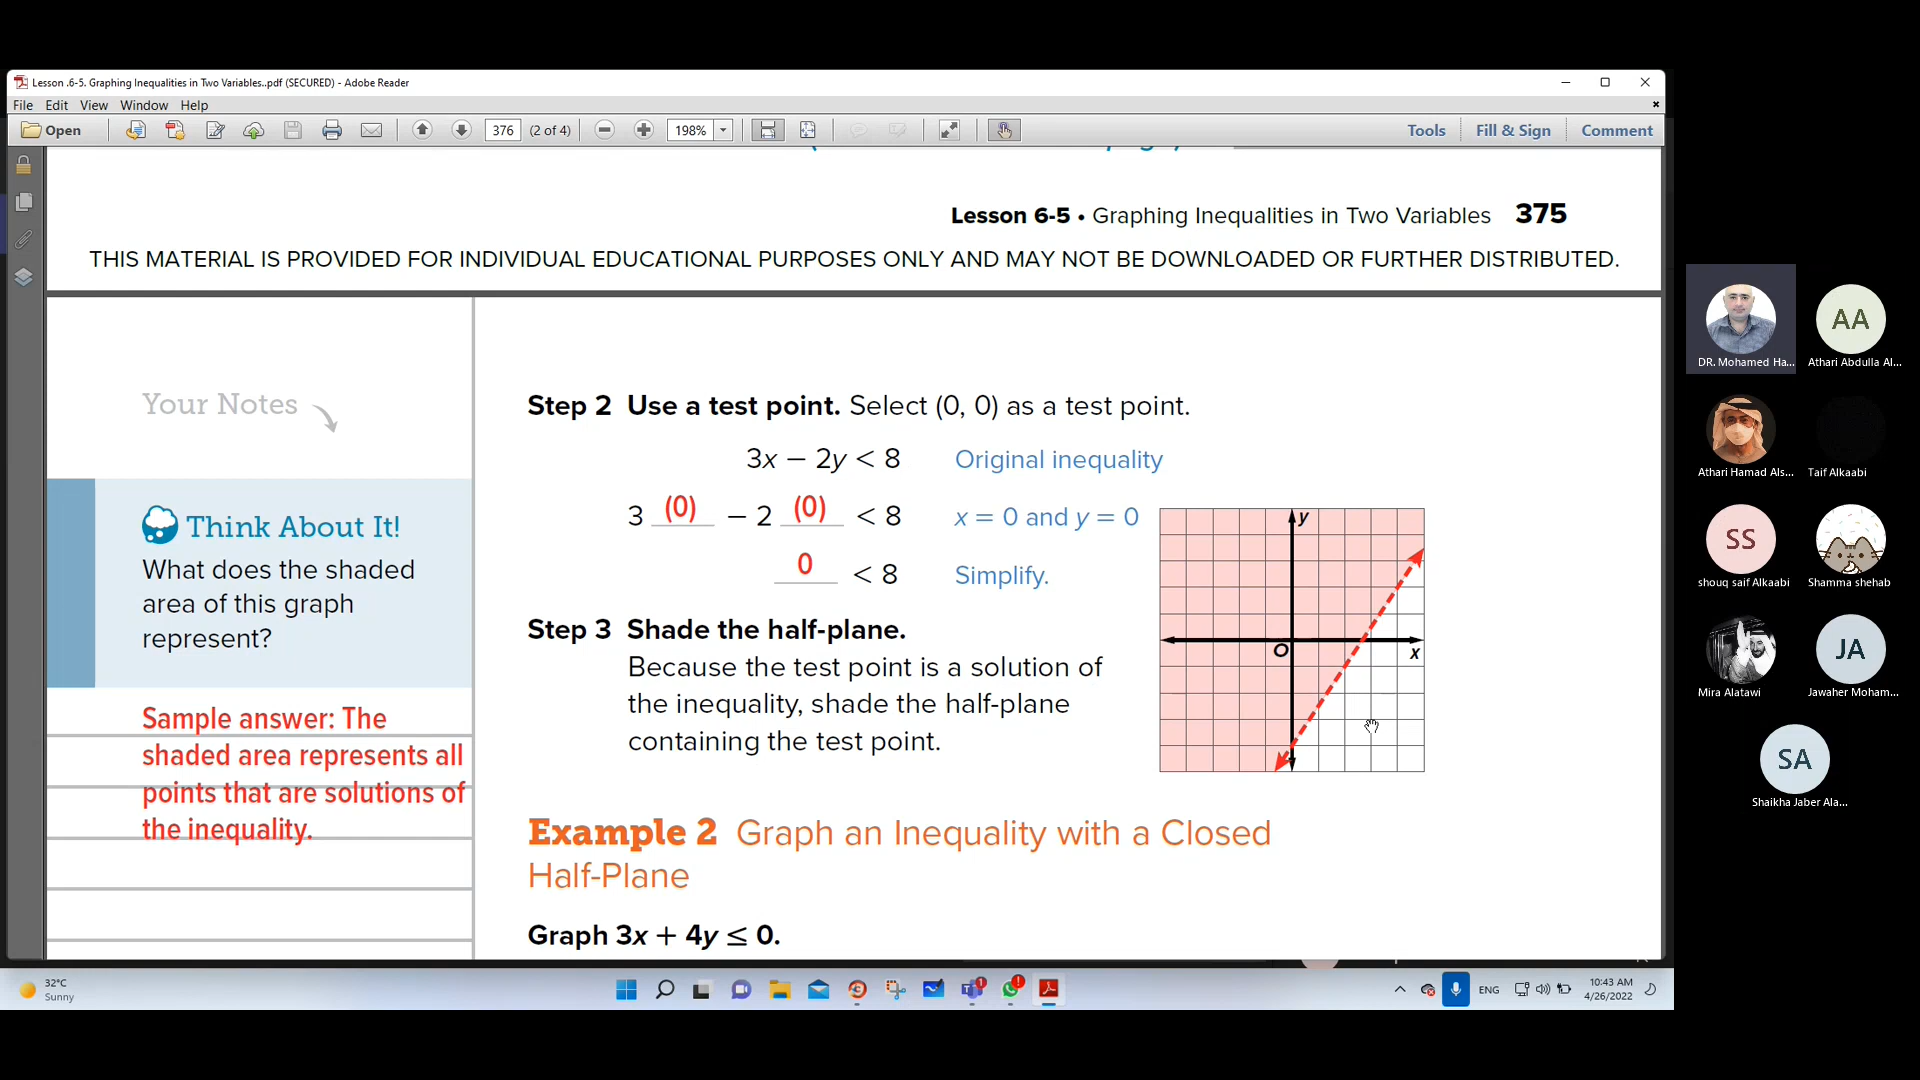 Lesson .6-5. Graphing Inequalities in Two Variables..pdf (SECURED) - Adobe Reader
File Edit View Window Help
Open 376 (2 of 4) 198% Tools Fill & Sign Comment
Lesson 6-5 • Graphing Inequalities in Two Variables 375
THIS MATERIAL IS PROVIDED FOR INDIVIDUAL EDUCATIONAL PURPOSES ONLY AND MAY NOT BE DOWNLOADED OR FURTHER DISTRIBUTED.
Your Notes
Think About It!
What does the shaded
area of this graph
represent?
Sample answer: The
shaded area represents all
points that are solutions of
the inequality.
Step 2 Use a test point. Select (0, 0) as a test point.
3x − 2y < 8 Original inequality
3 (0) − 2 (0) < 8 x = 0 and y = 0
0 < 8 Simplify.
Step 3 Shade the half-plane.
Because the test point is a solution of
the inequality, shade the half-plane
containing the test point.
y
O
x
Example 2 Graph an Inequality with a Closed
Half-Plane
Graph 3x + 4y ≤ 0.
DR. Mohamed Ha...
AA
Athari Abdulla Al...
Athari Hamad Als...
Taif Alkaabi
SS
shouq saif Alkaabi
Shamma shehab
Mira Alatawi
JA
Jawaher Moham...
SA
Shaikha Jaber Ala...
32°C
Sunny
ENG
10:43 AM
4/26/2022